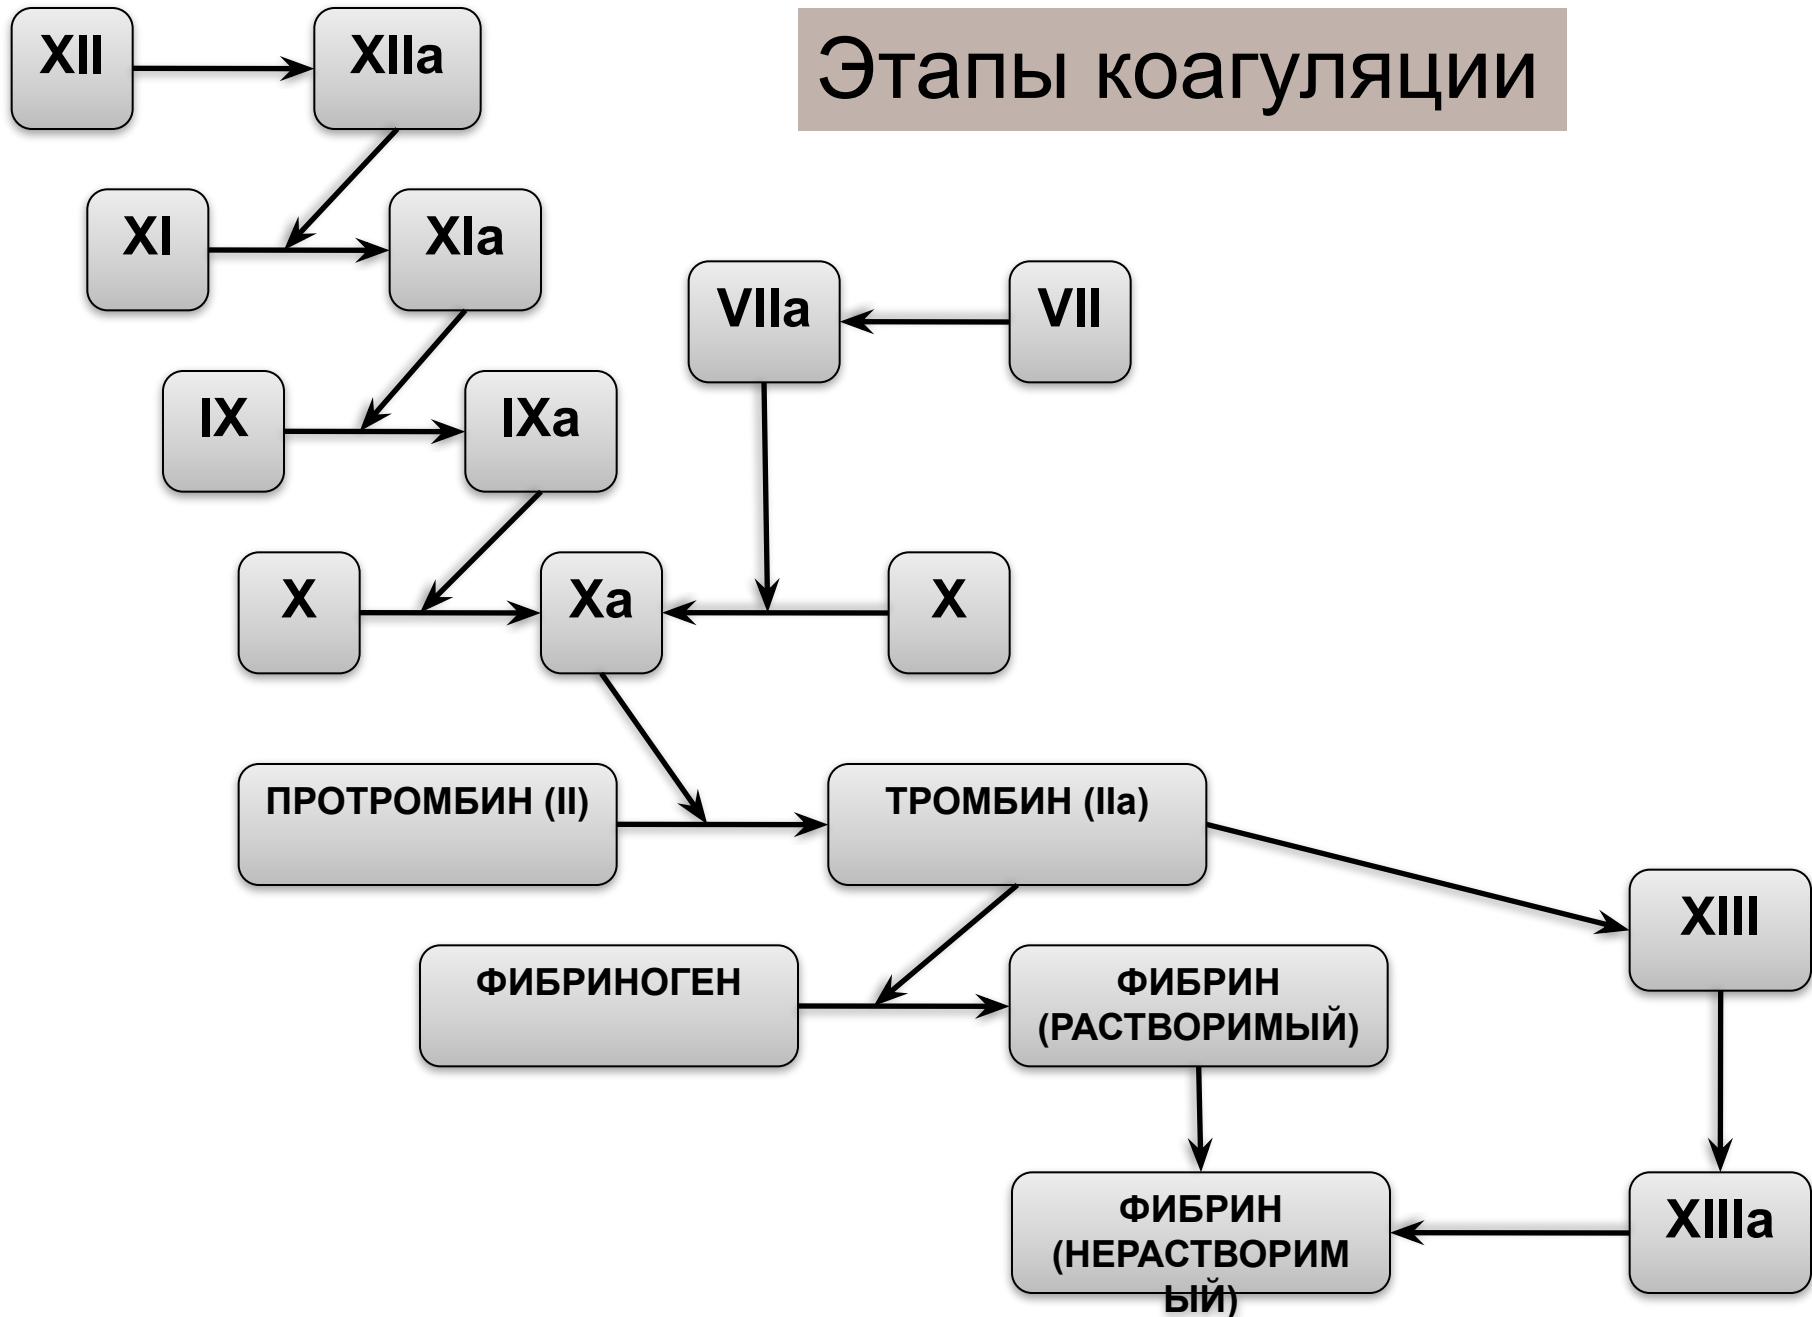 Этапы коагуляции
XII
XIIa
XI
XIa
VIIa
VII
IX
IXa
X
Xa
X
ПРОТРОМБИН (II)
ТРОМБИН (IIa)
XIII
ФИБРИНОГЕН
ФИБРИН
(РАСТВОРИМЫЙ)
ФИБРИН
(НЕРАСТВОРИМ
ЫЙ)
XIIIa